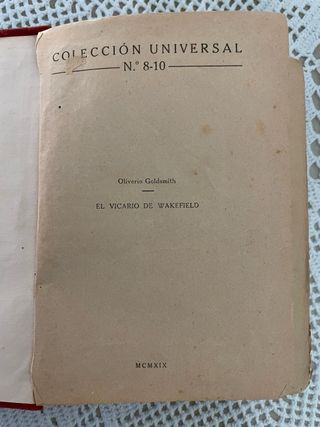 COLECCIÓN UNIVERSAL
N.º 8-10
Oliverio Goldsmith
EL VICARIO DE WAKEFIELD
MCMXIX